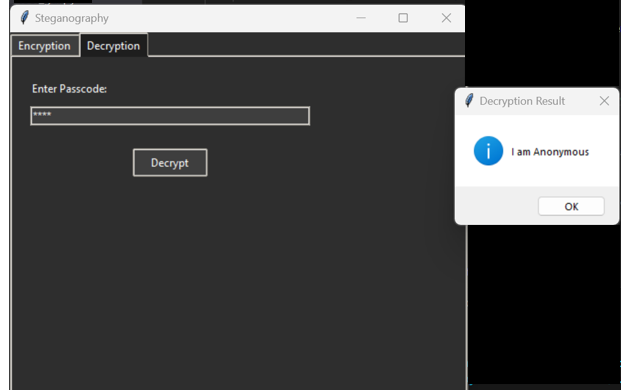 Steganography
Encryption Decryption
Enter Passcode:
****
Decrypt
Decryption Result
I am Anonymous
OK